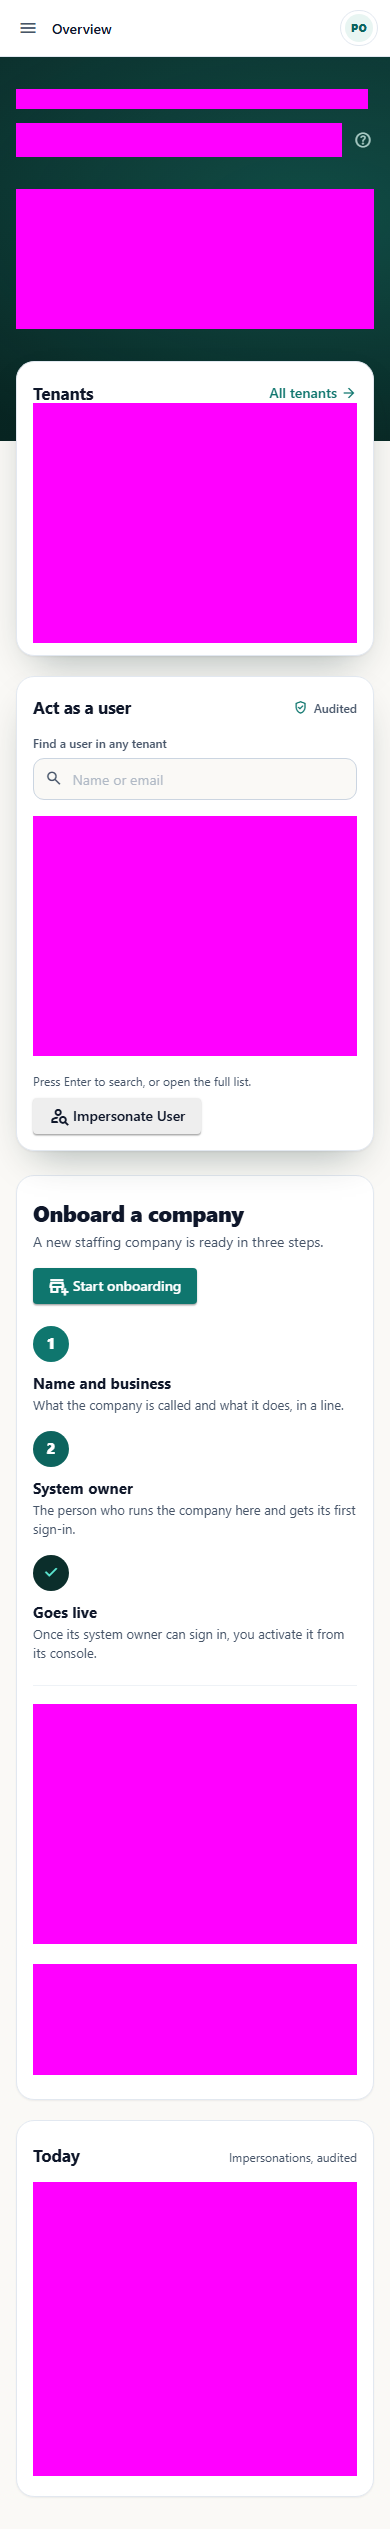 Overview
PO
Tenants
All tenants
Act as a user
Audited
Find a user in any tenant
Name or email
Press Enter to search, or open the full list.
Impersonate User
Onboard a company
A new staffing company is ready in three steps.
Start onboarding
1
Name and business
What the company is called and what it does, in a line.
2
System owner
The person who runs the company here and gets its first
sign-in.
Goes live
Once its system owner can sign in, you activate it from
its console.
Today
Impersonations, audited